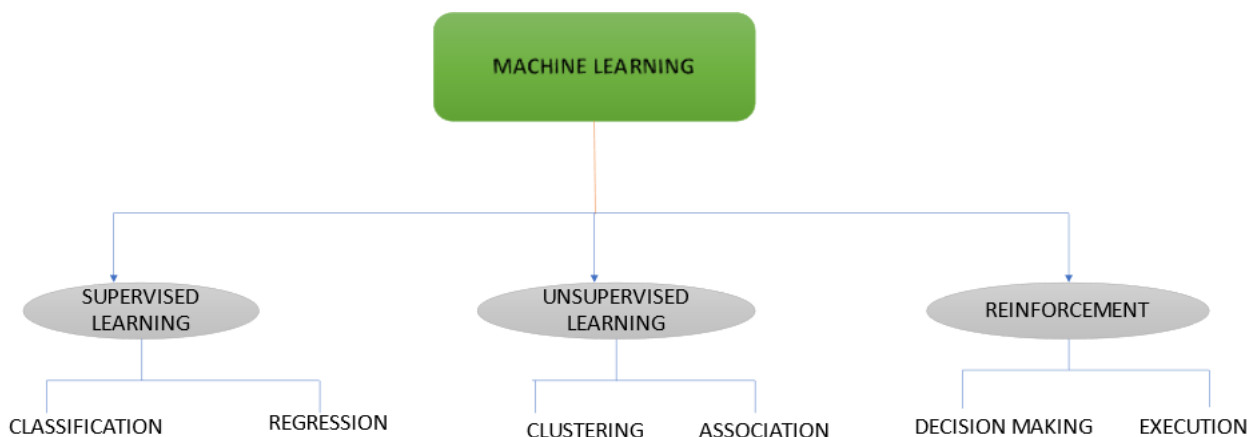 MACHINE LEARNING
SUPERVISED
LEARNING
UNSUPERVISED
LEARNING
REINFORCEMENT
CLASSIFICATION
REGRESSION
CLUSTERING
ASSOCIATION
DECISION MAKING
EXECUTION